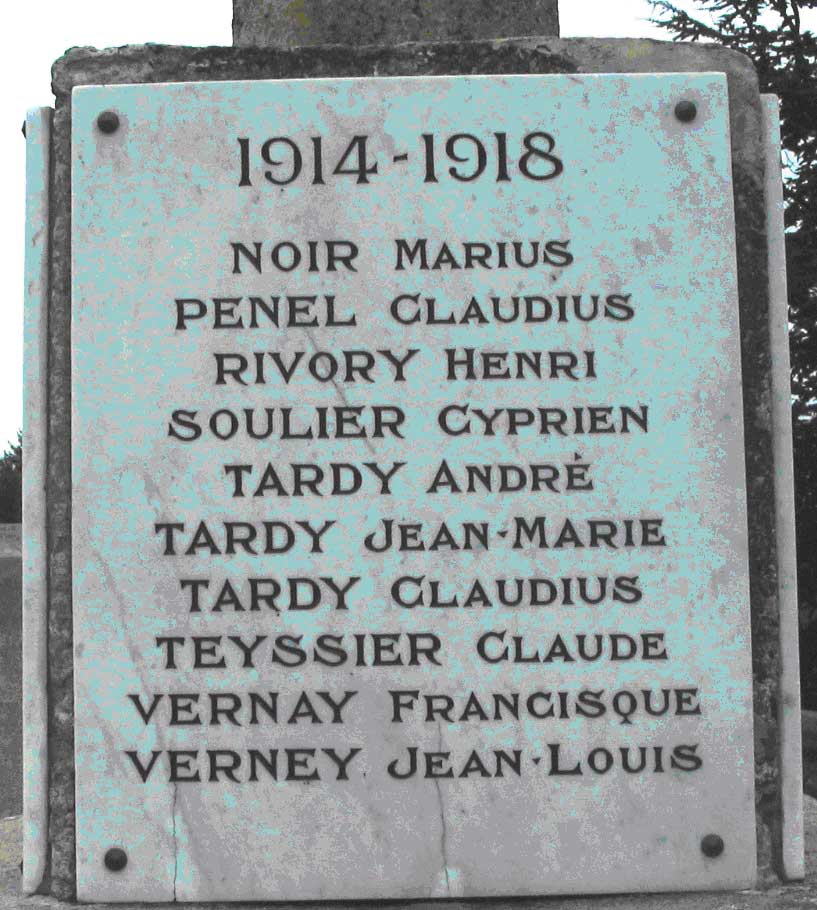 1914-1918
NOIR MARIUS
PENEL CLAUDIUS
RIVORY HENRI
SOULIER CYPRIEN
TARDY ANDRÉ
TARDY JEAN-MARIE
TARDY CLAUDIUS
TEYSSIER CLAUDE
VERNAY FRANCISQUE
VERNEY JEAN-LOUIS